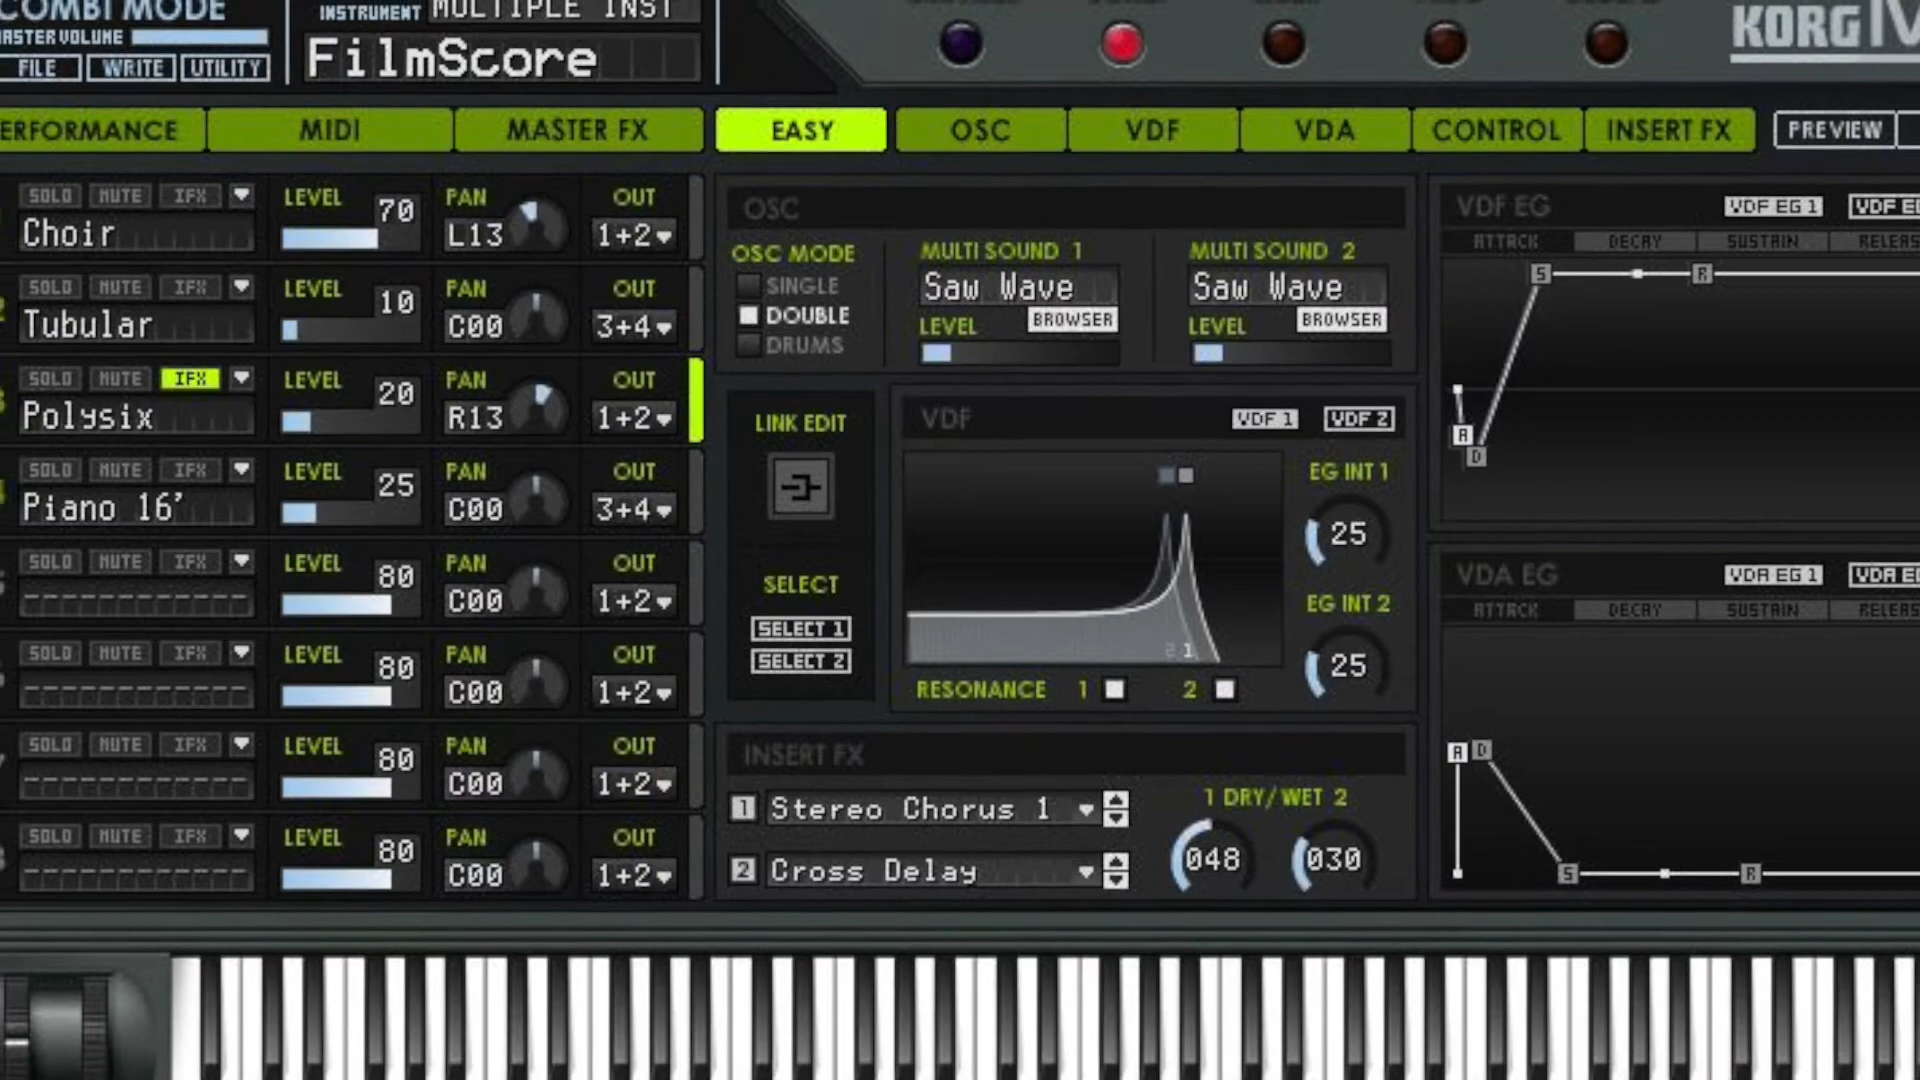 COMBI MODE
INSTRUMENT MULTIPLE INST
MASTER VOLUME
FilmScore
KORG
FILE WRITE UTILITY
PERFORMANCE MIDI MASTER FX EASY OSC VDF VDA CONTROL INSERT FX PREVIEW
SOLO MUTE IFX LEVEL 70 PAN OUT
Choir L13 1+2
SOLO MUTE IFX LEVEL 10 PAN OUT
Tubular C00 3+4
SOLO MUTE IFX LEVEL 20 PAN OUT
Polysix R13 1+2
SOLO MUTE IFX LEVEL 25 PAN OUT
Piano 16' C00 3+4
SOLO MUTE IFX LEVEL 80 PAN OUT
C00 1+2
SOLO MUTE IFX LEVEL 80 PAN OUT
C00 1+2
SOLO MUTE IFX LEVEL 80 PAN OUT
C00 1+2
SOLO MUTE IFX LEVEL 80 PAN OUT
C00 1+2
OSC
OSC MODE MULTI SOUND 1 MULTI SOUND 2
SINGLE Saw Wave Saw Wave
DOUBLE LEVEL BROWSER LEVEL BROWSER
DRUMS
LINK EDIT
SELECT
SELECT 1
SELECT 2
VDF VDF 1 VDF 2
EG INT 1
25
EG INT 2
25
2 1
RESONANCE 1 2
INSERT FX
1 DRY/WET 2
1 Stereo Chorus 1 048 030
2 Cross Delay
VDF EG VDF EG 1 VDF EG
ATTACK DECAY SUSTAIN RELEASE
S R
A
D
VDA EG VDA EG 1 VDA EG
ATTACK DECAY SUSTAIN RELEASE
A D
S R